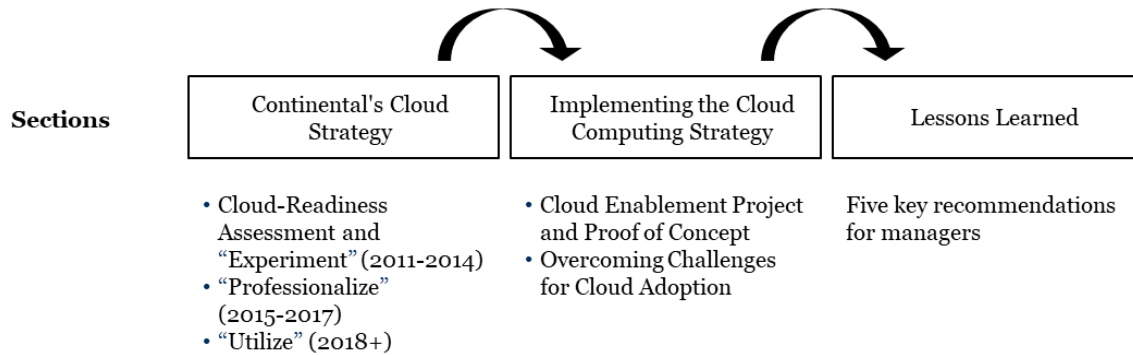 Sections
Continental's Cloud
Strategy
Implementing the Cloud
Computing Strategy
Lessons Learned
• Cloud-Readiness
Assessment and
“Experiment” (2011-2014)
• “Professionalize”
(2015-2017)
• “Utilize” (2018+)
• Cloud Enablement Project
and Proof of Concept
• Overcoming Challenges
for Cloud Adoption
Five key recommendations
for managers